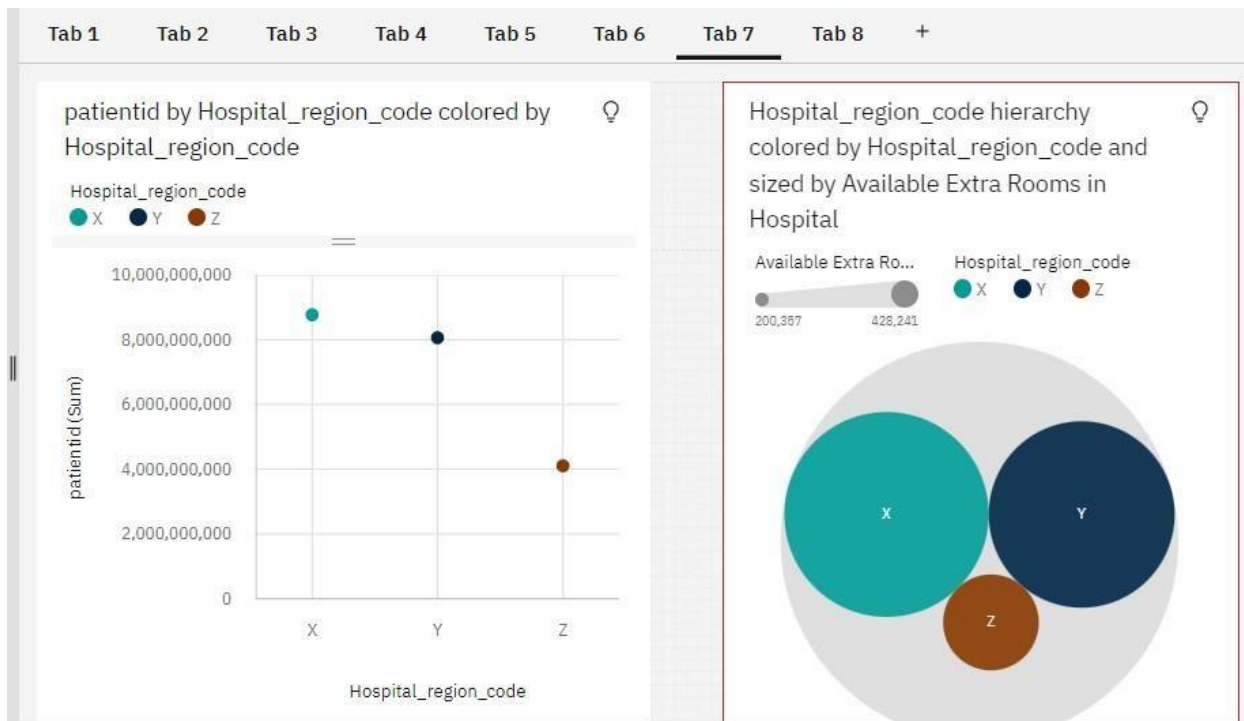 Tab 1 Tab 2 Tab 3 Tab 4 Tab 5 Tab 6 Tab 7 Tab 8 +
patientid by Hospital_region_code colored by
Hospital_region_code
Hospital_region_code
X Y Z
10,000,000,000
8,000,000,000
6,000,000,000
4,000,000,000
2,000,000,000
0
patientid (Sum)
X Y Z
Hospital_region_code
Hospital_region_code hierarchy
colored by Hospital_region_code and
sized by Available Extra Rooms in
Hospital
Available Extra Ro...
200,357 428,241
Hospital_region_code
X Y Z
X
Y
Z